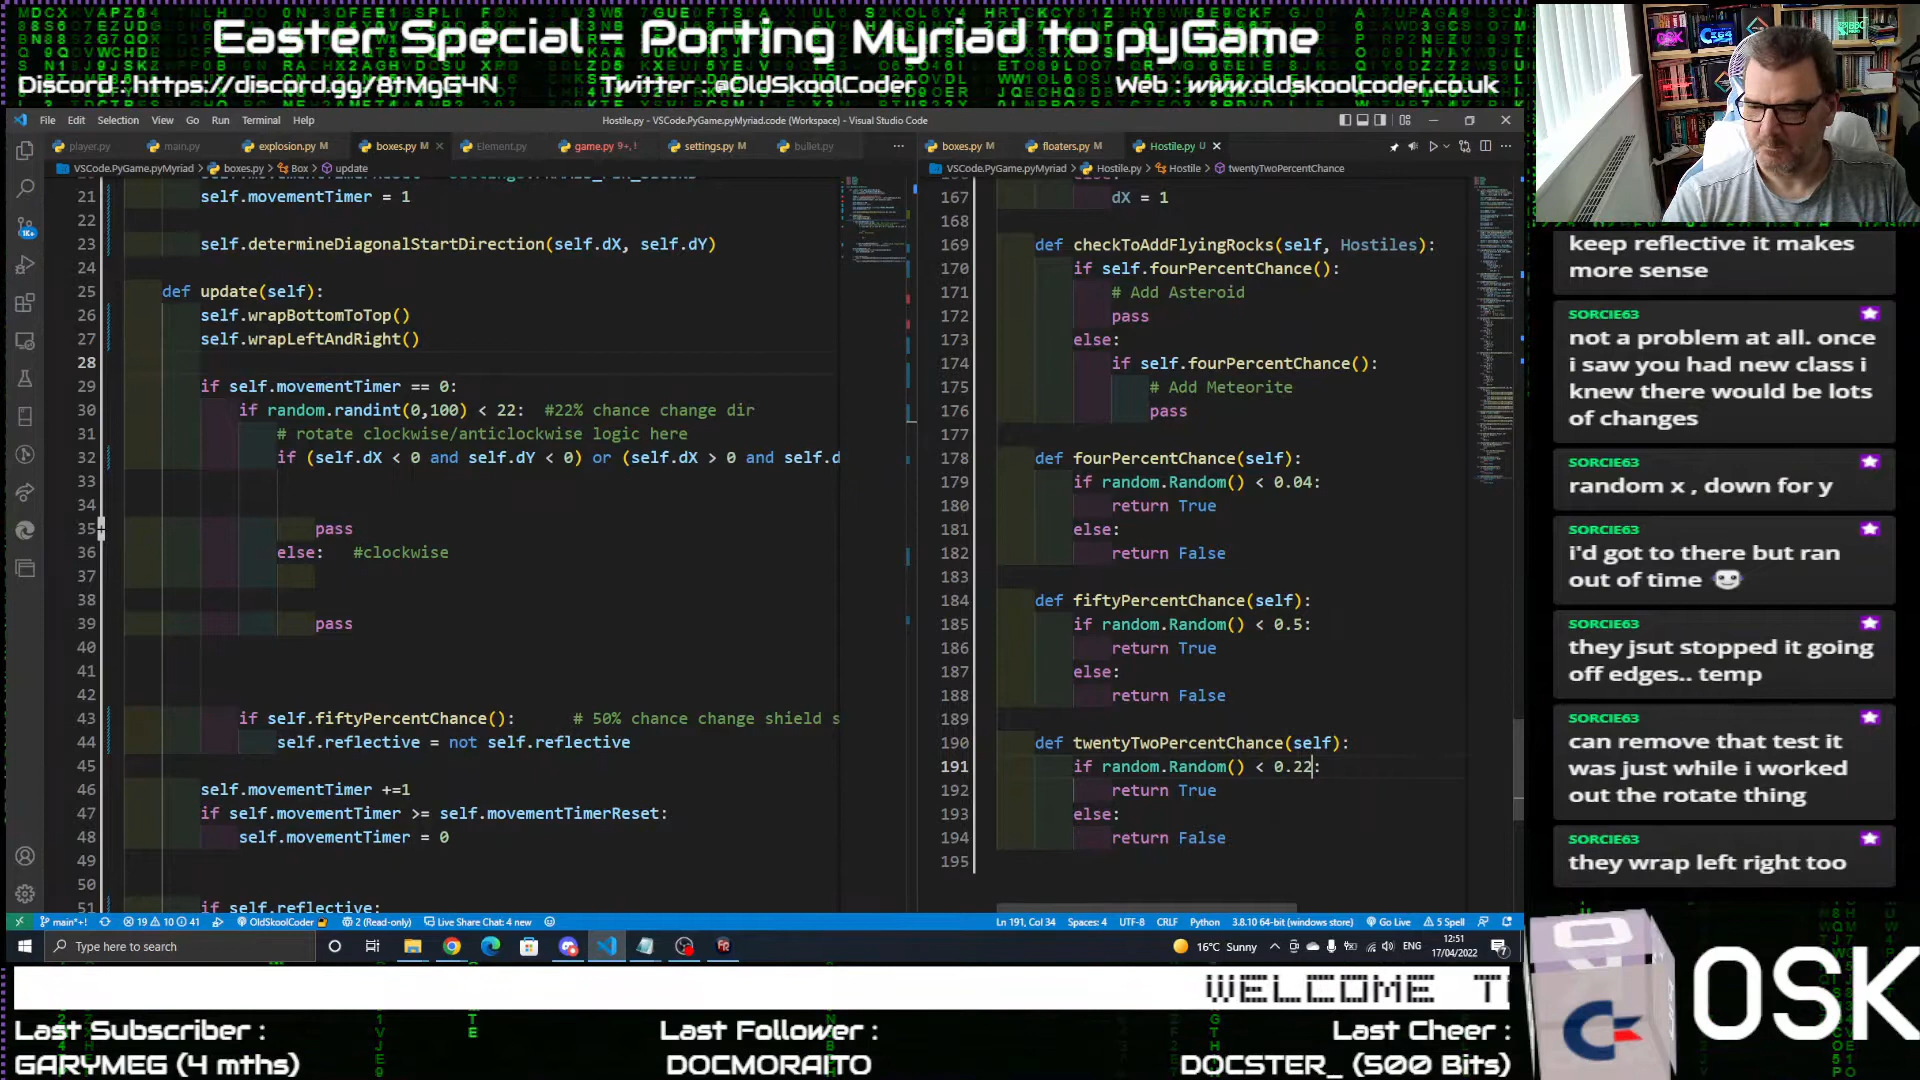 Easter Special - Porting Myriad to pyGame
Discord : https://discord.gg/8tMgG4N
Twitter : @OldSkoolCoder
Web : www.oldskoolcoder.co.uk
File Edit Selection View Go Run Terminal Help
Hostile.py - VSCode.PyGame.pyMyriad.code (Workspace) - Visual Studio Code
player.py main.py explosion.py M boxes.py M Element.py game.py 9+, ! settings.py M bullet.py
VSCode.PyGame.pyMyriad > boxes.py > Box > update
21 self.movementTimer = 1
22
23 self.determineDiagonalStartDirection(self.dX, self.dY)
24
25 def update(self):
26 self.wrapBottomToTop()
27 self.wrapLeftAndRight()
28
29 if self.movementTimer == 0:
30 if random.randint(0,100) < 22: #22% chance change dir
31 # rotate clockwise/anticlockwise logic here
32 if (self.dX < 0 and self.dY < 0) or (self.dX > 0 and self.d
33
34
35 pass
36 else: #clockwise
37
38
39 pass
40
41
42
43 if self.fiftyPercentChance(): # 50% chance change shield s
44 self.reflective = not self.reflective
45
46 self.movementTimer +=1
47 if self.movementTimer >= self.movementTimerReset:
48 self.movementTimer = 0
49
50
51 if self.reflective:
boxes.py M floaters.py M Hostile.py U
VSCode.PyGame.pyMyriad > Hostile.py > Hostile > twentyTwoPercentChance
167 dX = 1
168
169 def checkToAddFlyingRocks(self, Hostiles):
170 if self.fourPercentChance():
171 # Add Asteroid
172 pass
173 else:
174 if self.fourPercentChance():
175 # Add Meteorite
176 pass
177
178 def fourPercentChance(self):
179 if random.Random() < 0.04:
180 return True
181 else:
182 return False
183
184 def fiftyPercentChance(self):
185 if random.Random() < 0.5:
186 return True
187 else:
188 return False
189
190 def twentyTwoPercentChance(self):
191 if random.Random() < 0.22:
192 return True
193 else:
194 return False
195
keep reflective it makes
more sense
SORCIE63
not a problem at all. once
i saw you had new class i
knew there would be lots
of changes
SORCIE63
random x , down for y
SORCIE63
i'd got to there but ran
out of time
SORCIE63
they jsut stopped it going
off edges.. temp
SORCIE63
can remove that test it
was just while i worked
out the rotate thing
SORCIE63
they wrap left right too
main*+! 19 10 41 OldSkoolCoder 2 (Read-only) Live Share Chat: 4 new
Ln 191, Col 34 Spaces: 4 UTF-8 CRLF Python 3.8.10 64-bit (windows store) Go Live 5 Spell
Type here to search
16°C Sunny ENG 12:51
17/04/2022
WELCOME T
Last Subscriber :
GARYMEG (4 mths)
Last Follower :
DOCMORAITO
Last Cheer :
DOCSTER_ (500 Bits)
OSK